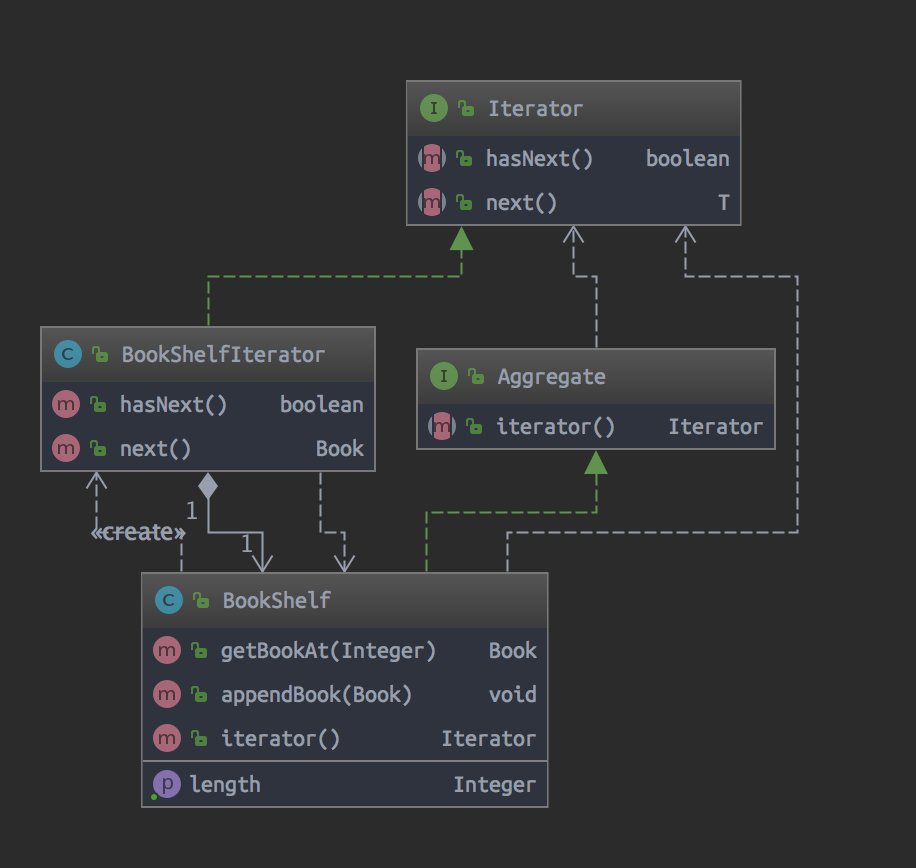 I Iterator
m hasNext() boolean
m next() T
C BookShelfIterator
m hasNext() boolean
m next() Book
I Aggregate
m iterator() Iterator
1
«create»
1
C BookShelf
m getBookAt(Integer) Book
m appendBook(Book) void
m iterator() Iterator
p length Integer